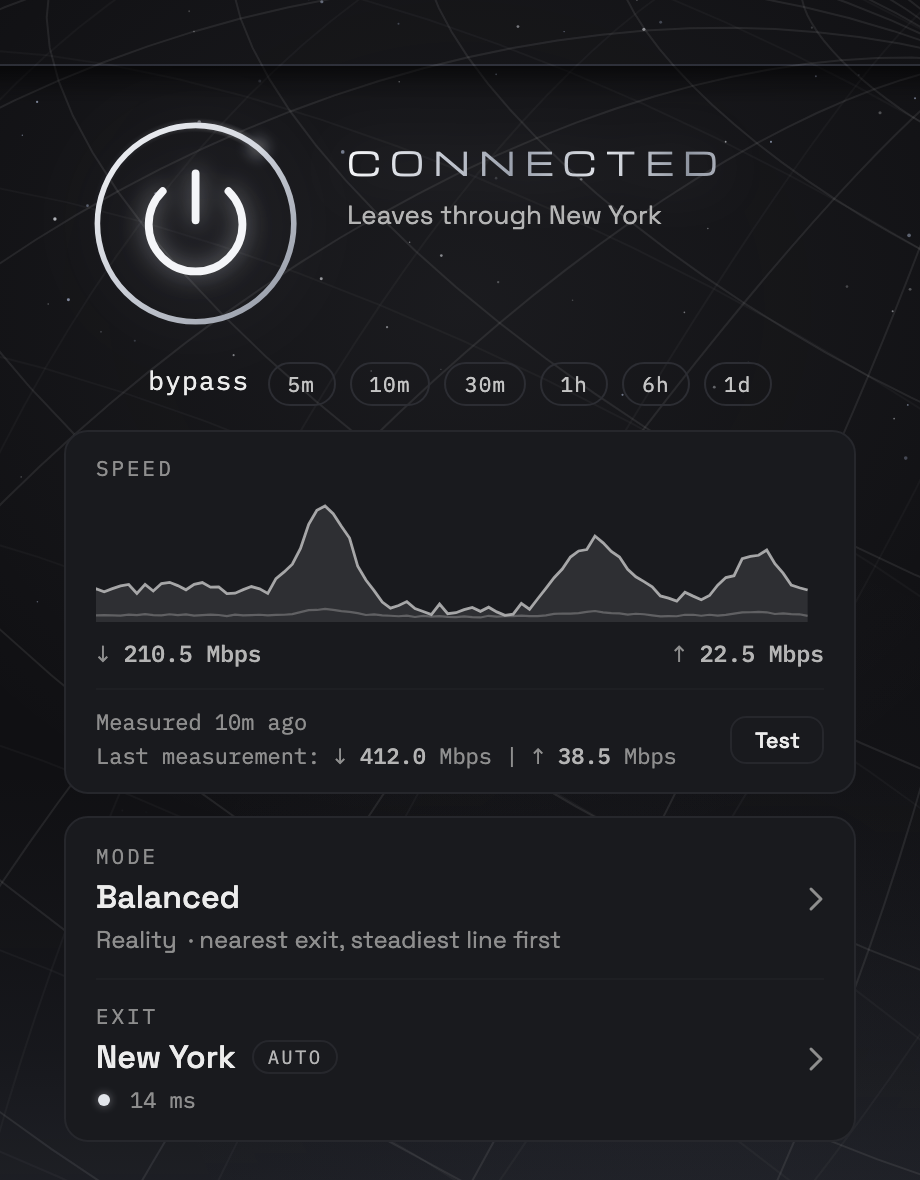 CONNECTED
Leaves through New York
bypass 5m 10m 30m 1h 6h 1d
SPEED
↓ 210.5 Mbps ↑ 22.5 Mbps
Measured 10m ago
Last measurement: ↓ 412.0 Mbps | ↑ 38.5 Mbps
Test
MODE
Balanced
Reality · nearest exit, steadiest line first
EXIT
New York AUTO
14 ms